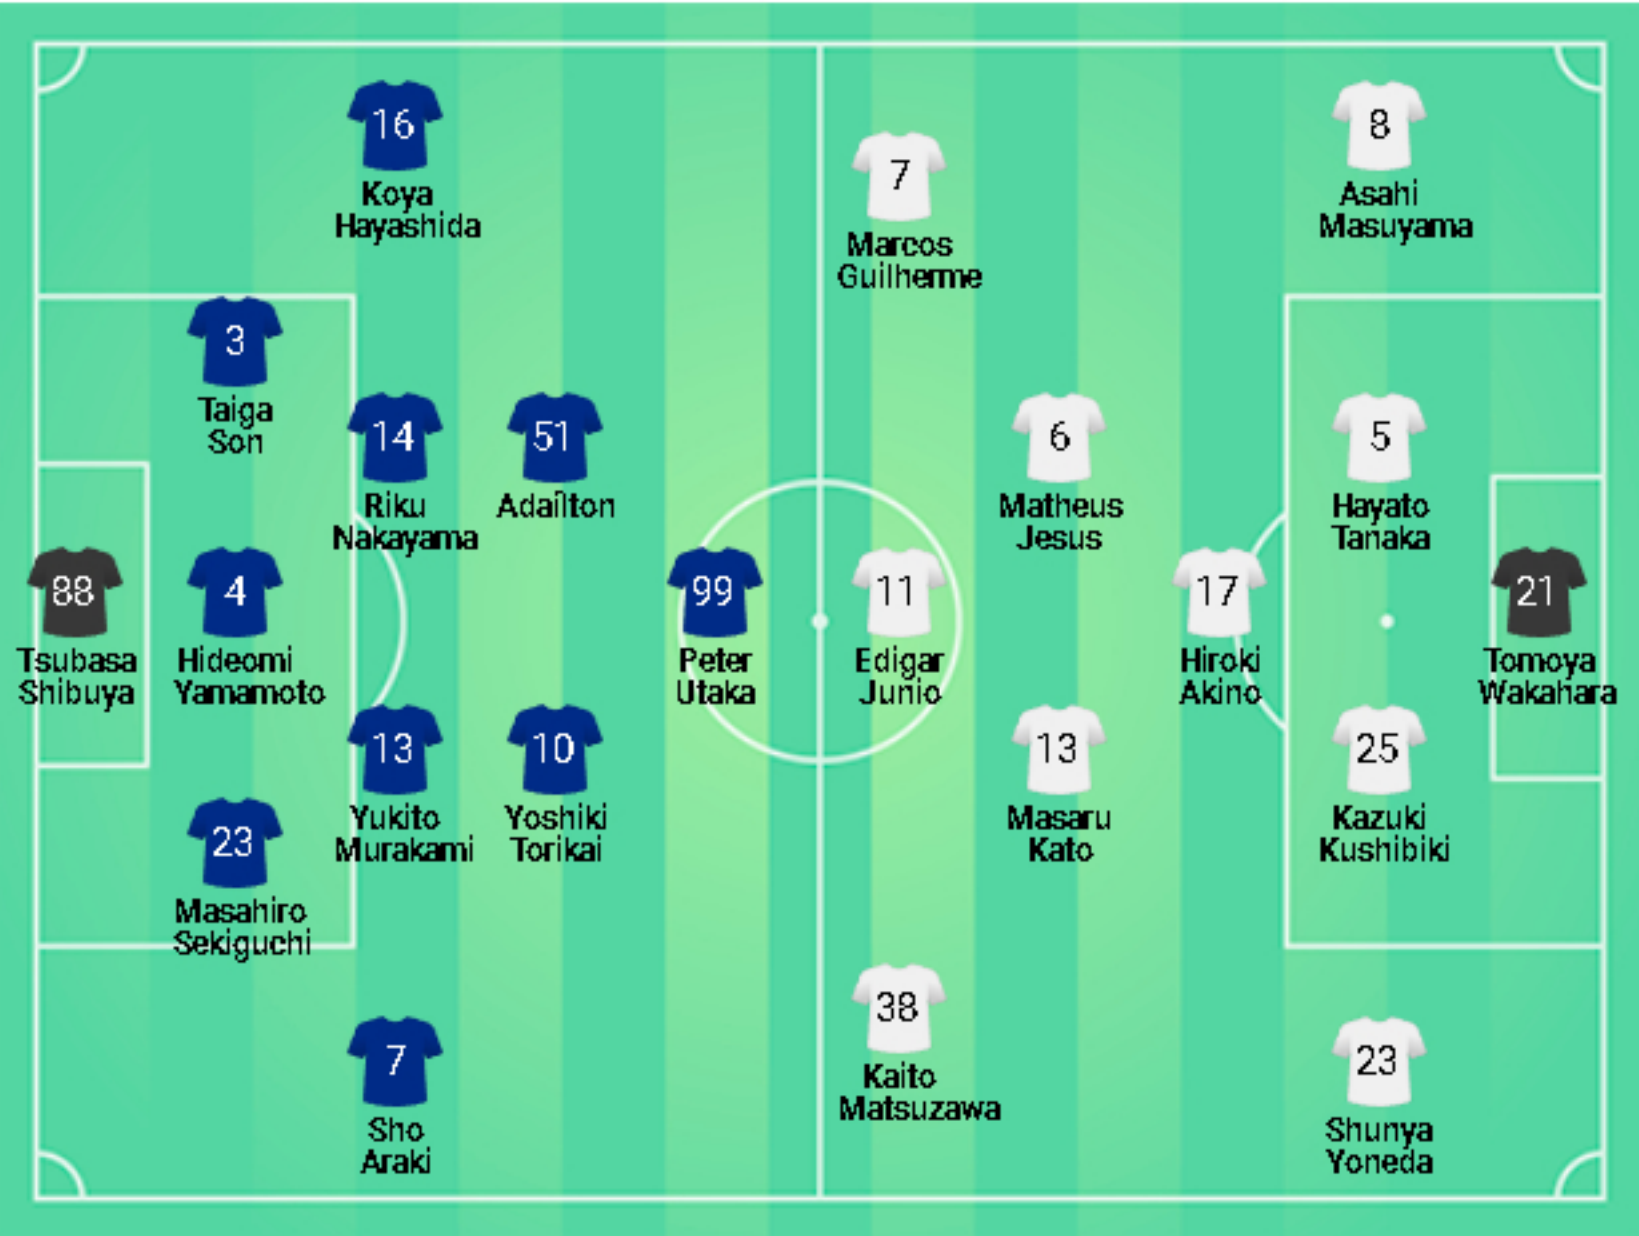 16
Koya
Hayashida
7
Marcos
Guilherme
8
Asahi
Masuyama
3
Taiga
Son
14
Riku
Nakayama
51
Adaílton
6
Matheus
Jesus
5
Hayato
Tanaka
88
Tsubasa
Shibuya
4
Hideomi
Yamamoto
99
Peter
Utaka
11
Edigar
Junio
17
Hiroki
Akino
21
Tomoya
Wakahara
13
Yukito
Murakami
10
Yoshiki
Torikai
13
Masaru
Kato
25
Kazuki
Kushibiki
23
Masahiro
Sekiguchi
38
Kaito
Matsuzawa
7
Sho
Araki
23
Shunya
Yoneda